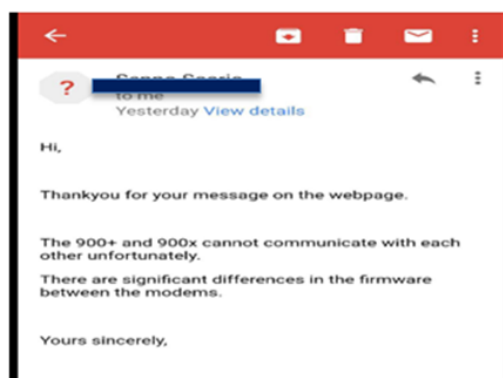 ?
to me
Yesterday View details
Hi,
Thankyou for your message on the webpage.
The 900+ and 900x cannot communicate with each
other unfortunately.
There are significant differences in the firmware
between the modems.
Yours sincerely,